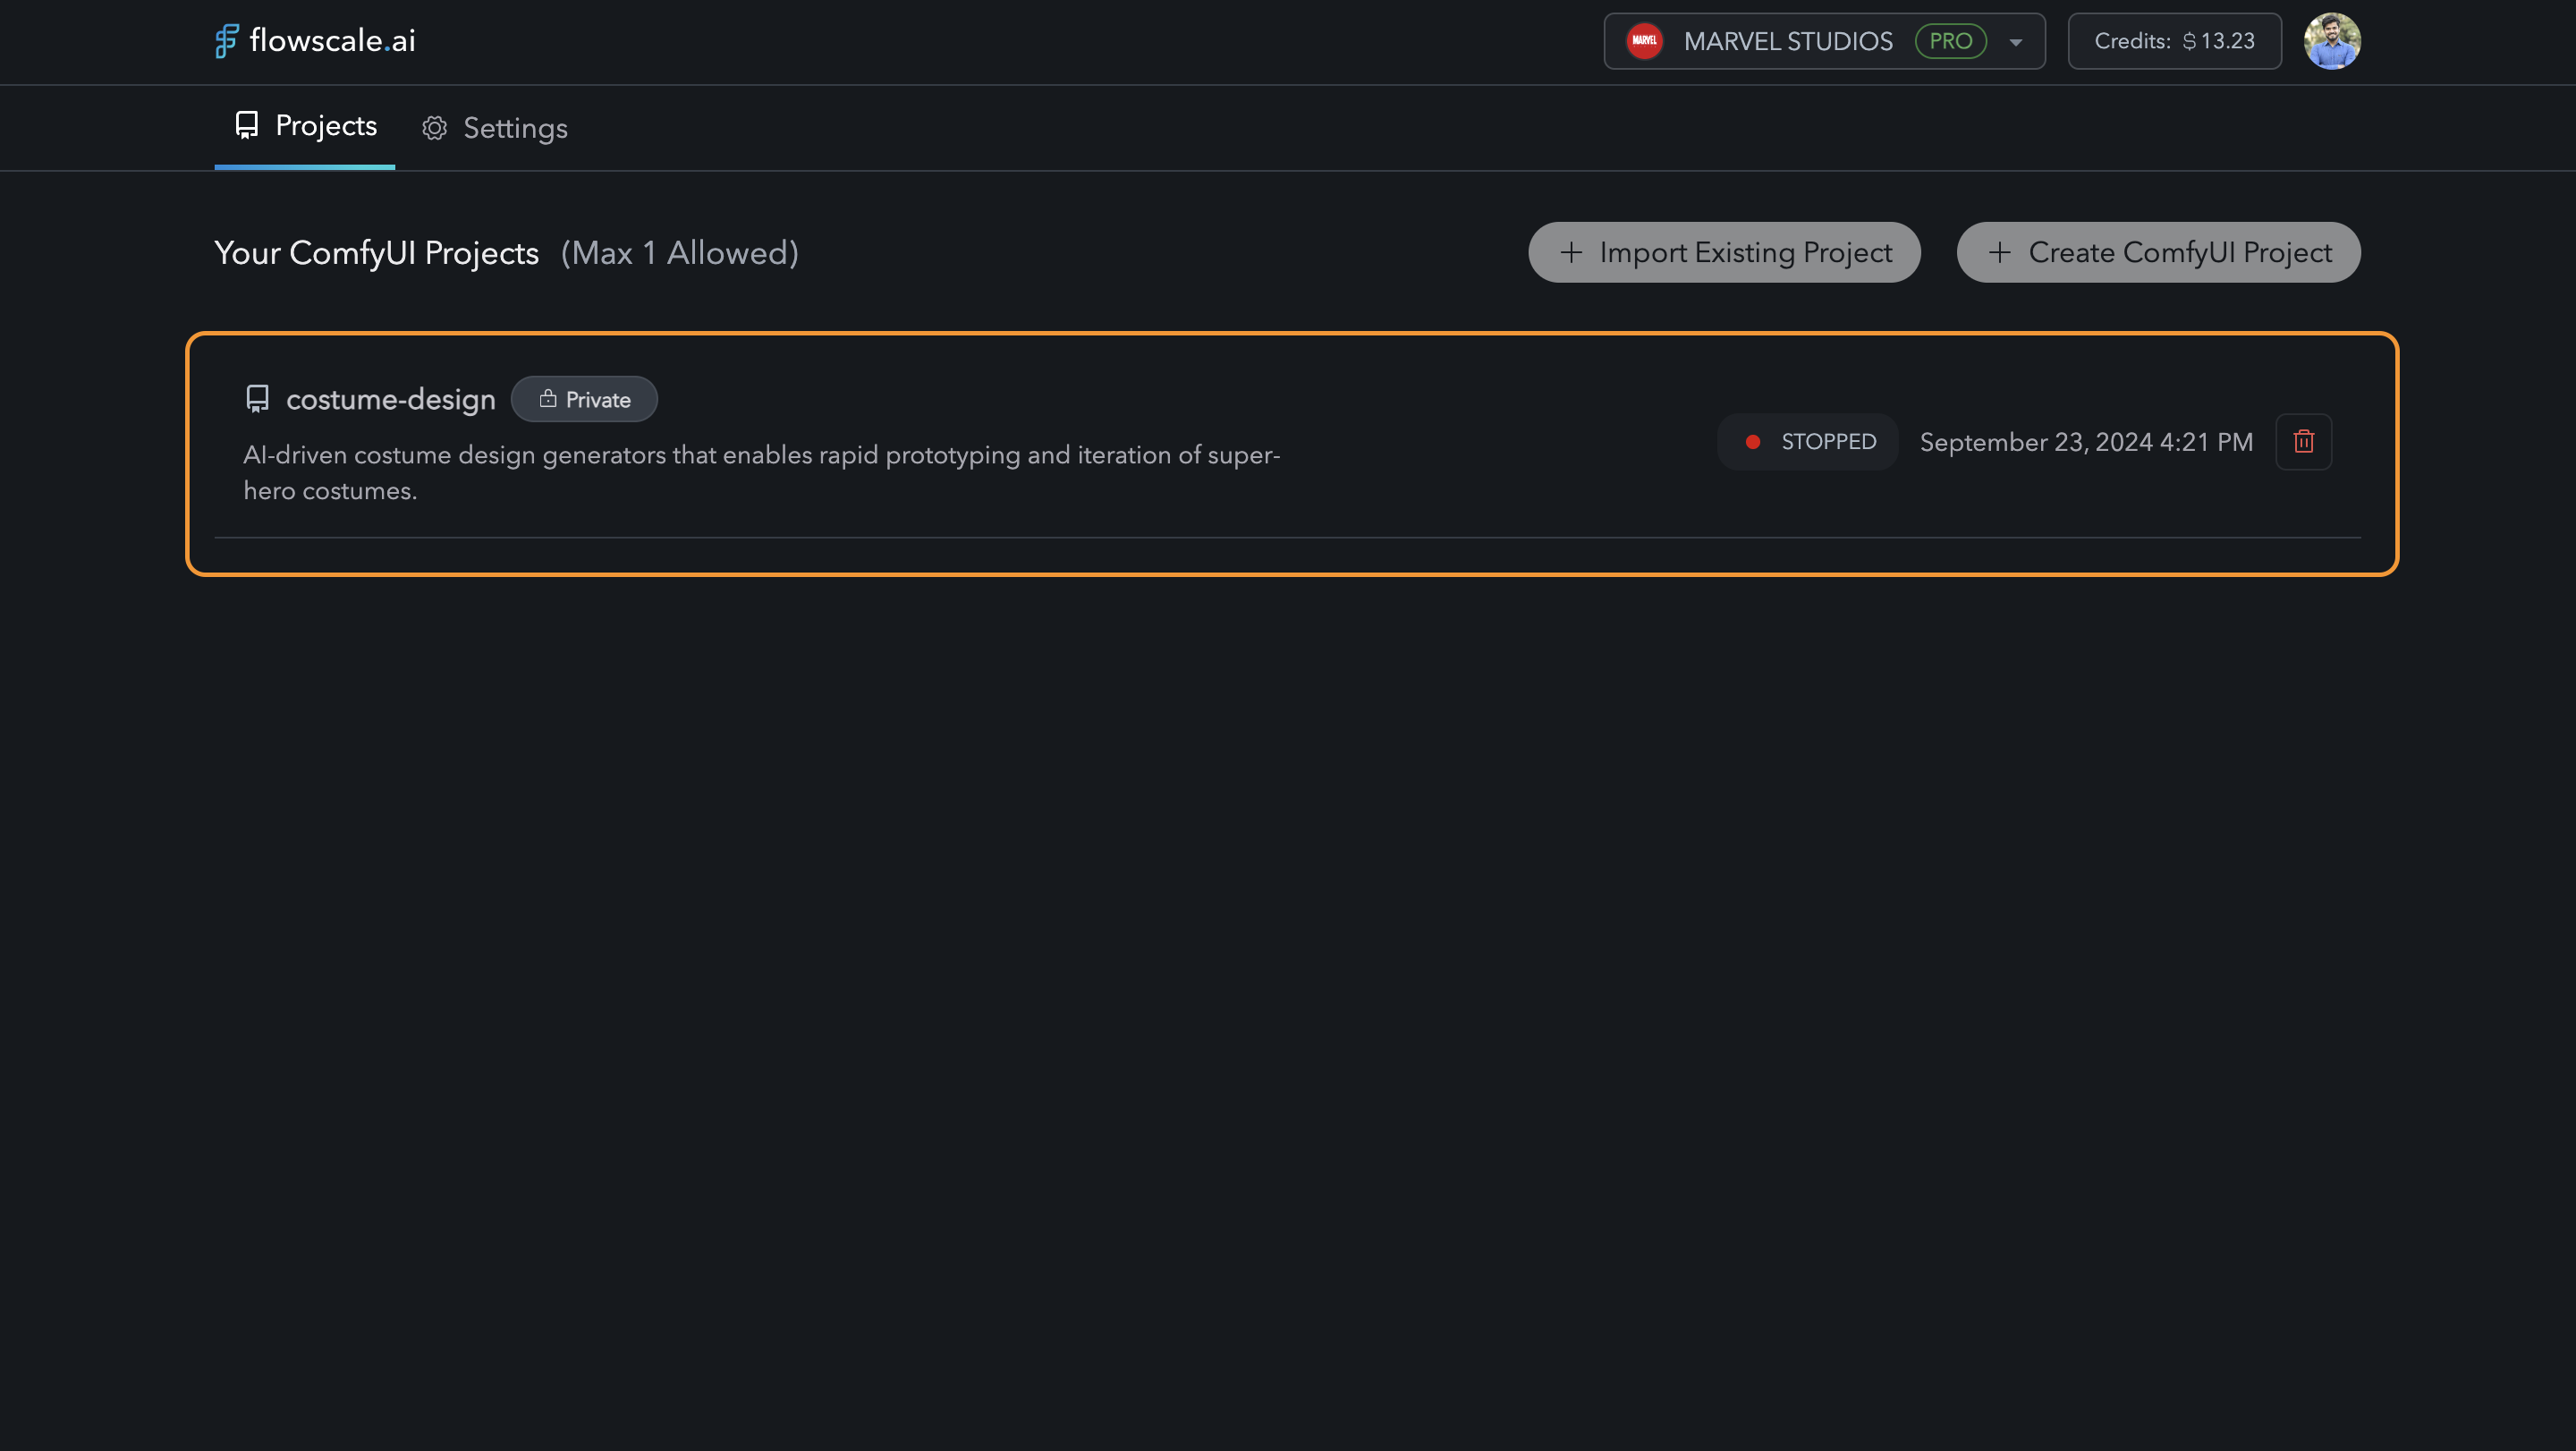 flowscale.ai
MARVEL
MARVEL STUDIOS PRO
Credits: $13.23
Projects
Settings
Your ComfyUI Projects (Max 1 Allowed)
+ Import Existing Project
+ Create ComfyUI Project
costume-design
Private
AI-driven costume design generators that enables rapid prototyping and iteration of super-
hero costumes.
STOPPED
September 23, 2024 4:21 PM